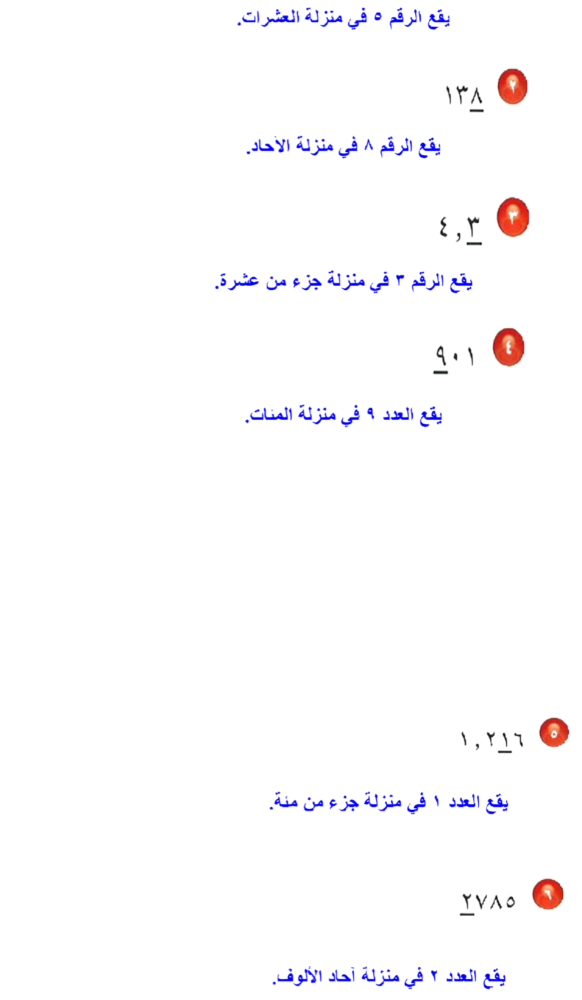 يقع الرقم ٥ في منزلة العشرات.
٢ ١٣٨
يقع الرقم ٨ في منزلة الآحاد.
٣ ٤,٣
يقع الرقم ٣ في منزلة جزء من عشرة.
٤ ٩٠١
يقع العدد ٩ في منزلة المئات.
٥ ١,٢١٦
يقع العدد ١ في منزلة جزء من مئة.
٦ ٢٧٨٥
يقع العدد ٢ في منزلة آحاد الألوف.